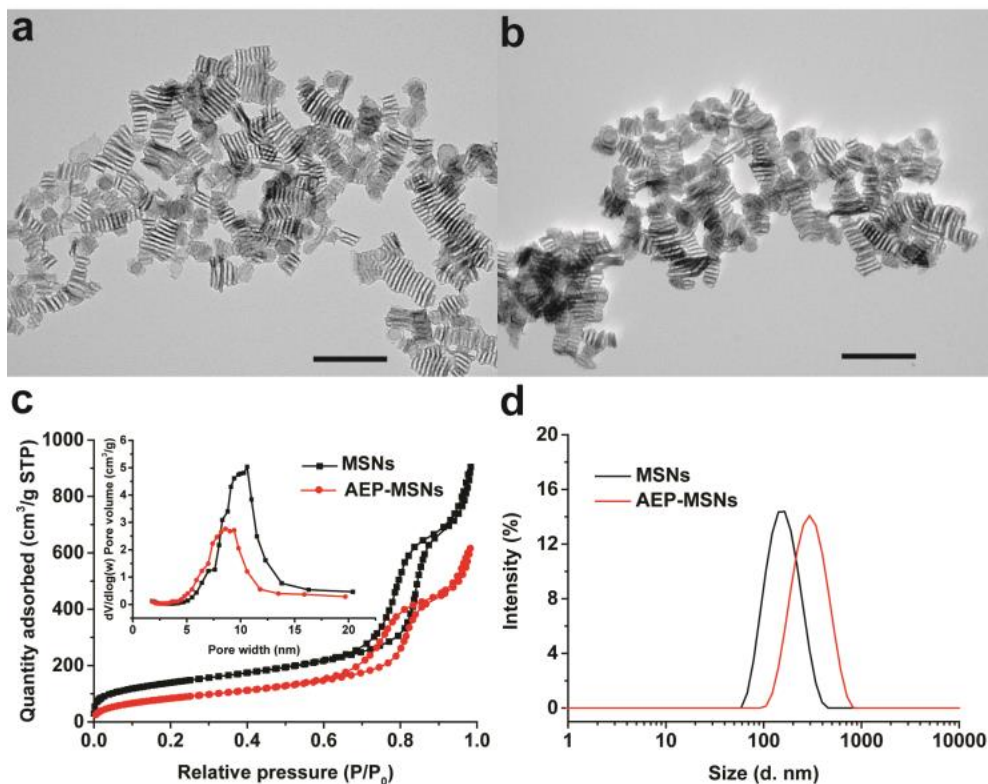 a
b
c
1000
800
600
400
200
0
Quantity adsorbed (cm³/g STP)
0.0 0.2 0.4 0.6 0.8 1.0
Relative pressure (P/P₀)
MSNs
AEP-MSNs
6
5
4
3
2
1
0
dV/dlog(w) Pore volume (cm³/g)
0 5 10 15 20
Pore width (nm)
d
20
16
12
8
4
0
Intensity (%)
MSNs
AEP-MSNs
1 10 100 1000 10000
Size (d. nm)